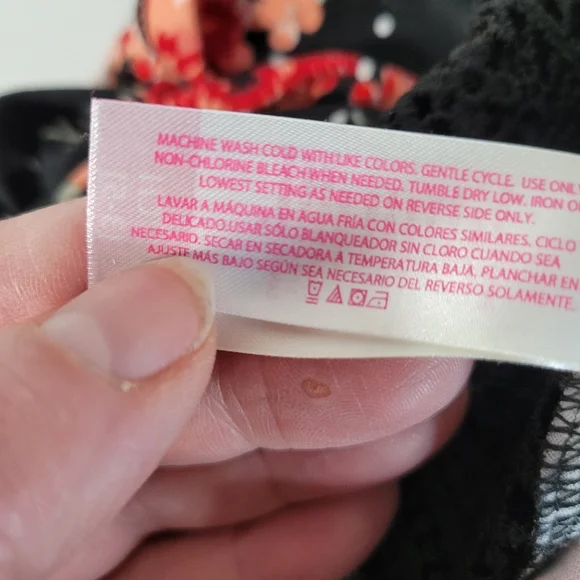 MACHINE WASH COLD WITH LIKE COLORS. GENTLE CYCLE. USE ONLY
NON-CHLORINE BLEACH WHEN NEEDED. TUMBLE DRY LOW. IRON ON
LOWEST SETTING AS NEEDED ON REVERSE SIDE ONLY.
LAVAR A MÁQUINA EN AGUA FRÍA CON COLORES SIMILARES. CICLO
DELICADO.USAR SÓLO BLANQUEADOR SIN CLORO CUANDO SEA
NECESARIO. SECAR EN SECADORA A TEMPERATURA BAJA. PLANCHAR EN
AJUSTE MÁS BAJO SEGÚN SEA NECESARIO DEL REVERSO SOLAMENTE.